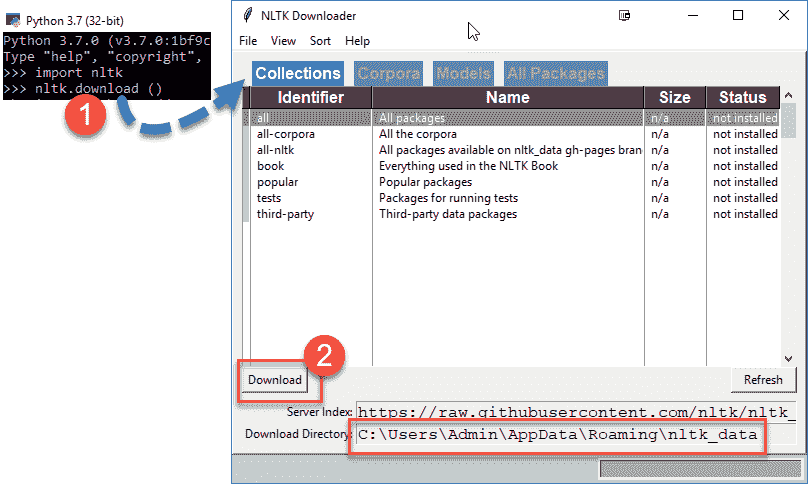 Python 3.7 (32-bit)
Python 3.7.0 (v3.7.0:1bf9c
Type "help", "copyright",
>>> import nltk
>>> nltk.download ()
1
NLTK Downloader
File View Sort Help
Collections Corpora Models All Packages
Identifier Name Size Status
all All packages n/a not installed
all-corpora All the corpora n/a not installed
all-nltk All packages available on nltk_data gh-pages bran n/a not installed
book Everything used in the NLTK Book n/a not installed
popular Popular packages n/a not installed
tests Packages for running tests n/a not installed
third-party Third-party data packages n/a not installed
2
Download Refresh
Server Index: https://raw.githubusercontent.com/nltk/nltk_
Download Directory: C:\Users\Admin\AppData\Roaming\nltk_data